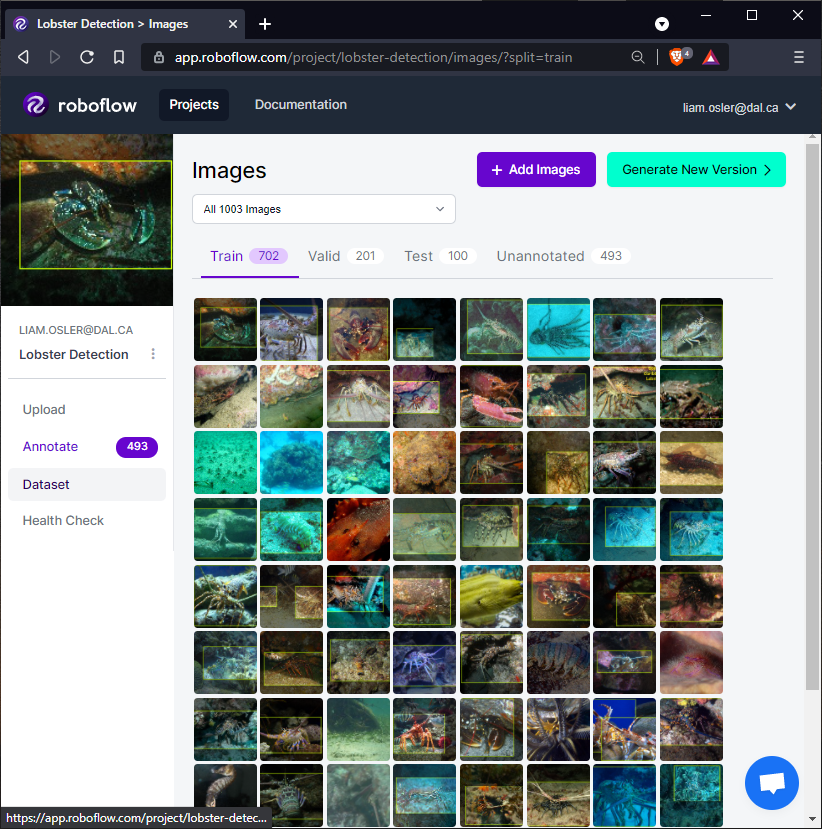 Lobster Detection > Images
app.roboflow.com/project/lobster-detection/images/?split=train
4
roboflow
Projects
Documentation
liam.osler@dal.ca
Images
+ Add Images
Generate New Version
All 1003 Images
Train 702
Valid 201
Test 100
Unannotated 493
LIAM.OSLER@DAL.CA
Lobster Detection
Upload
Annotate 493
Dataset
Health Check
https://app.roboflow.com/project/lobster-detec...